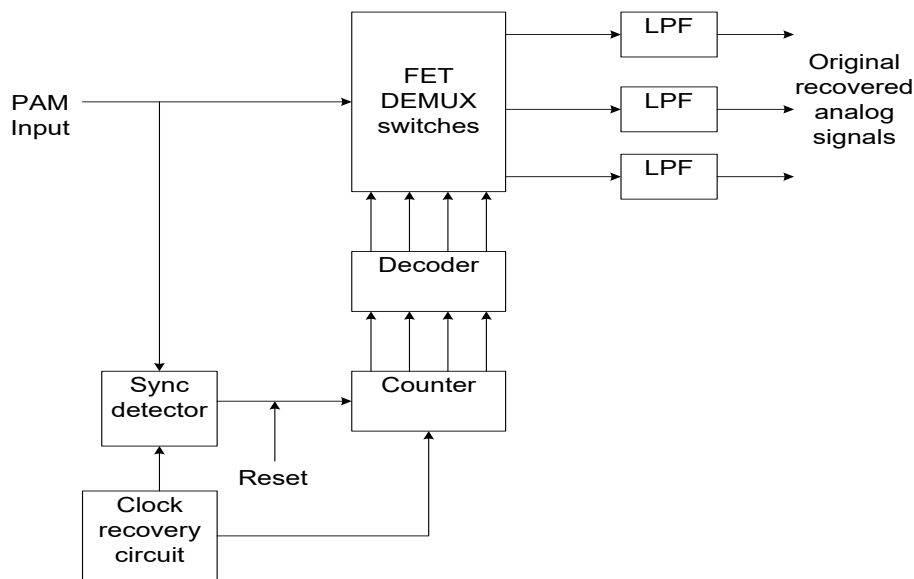 LPF
FET
DEMUX
switches
Original
recovered
analog
signals
PAM
Input
LPF
LPF
Decoder
Sync
detector
Counter
Reset
Clock
recovery
circuit